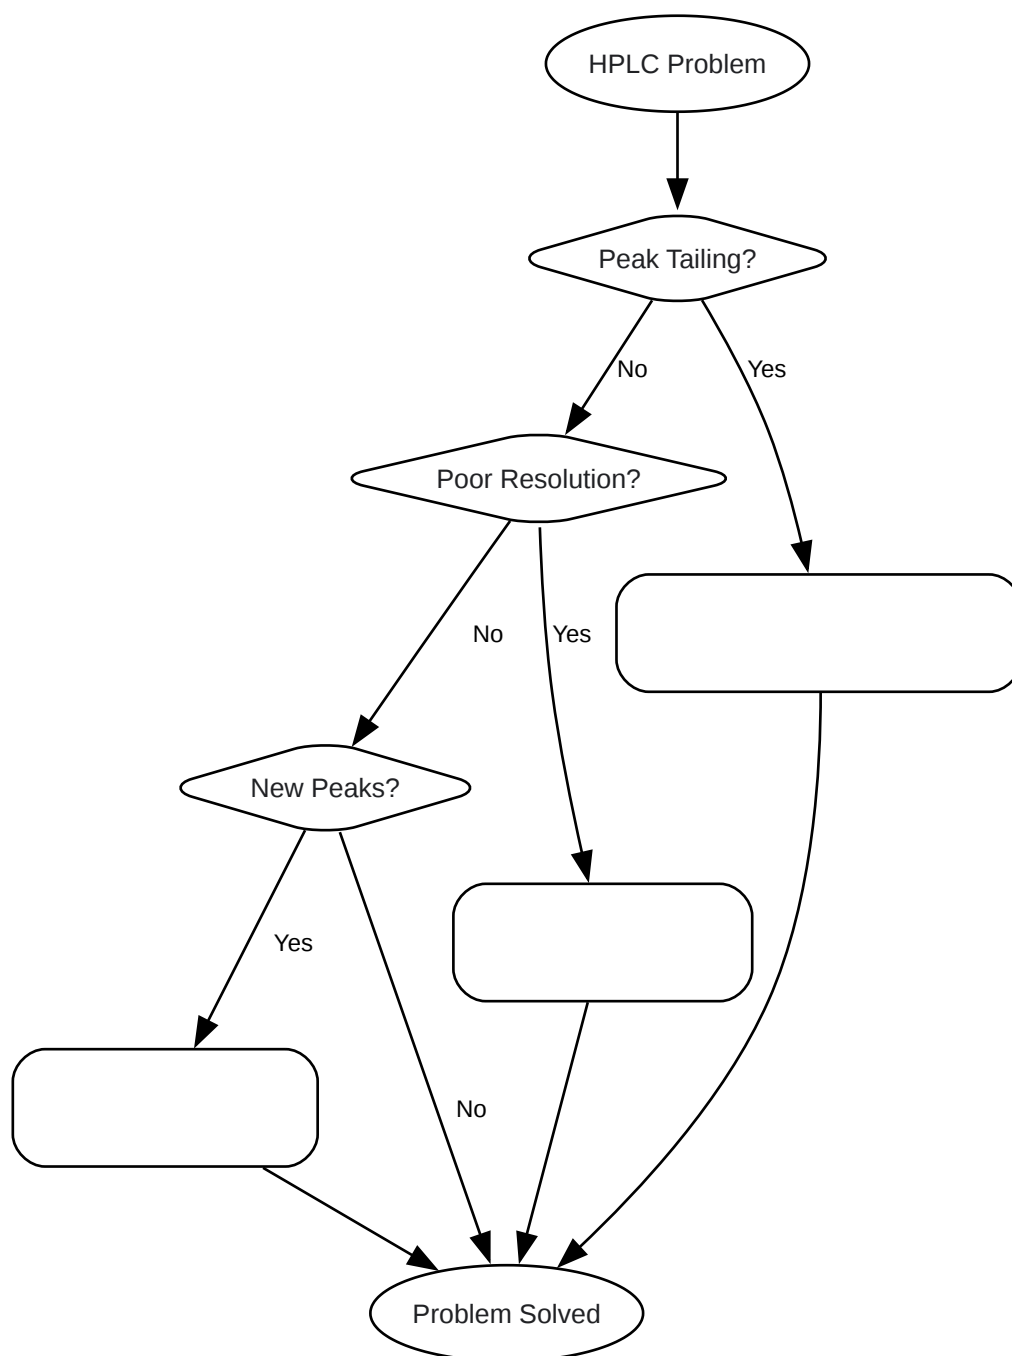 HPLC Problem
Peak Tailing?
No
Yes
Poor Resolution?
No
Yes
New Peaks?
Yes
No
Problem Solved